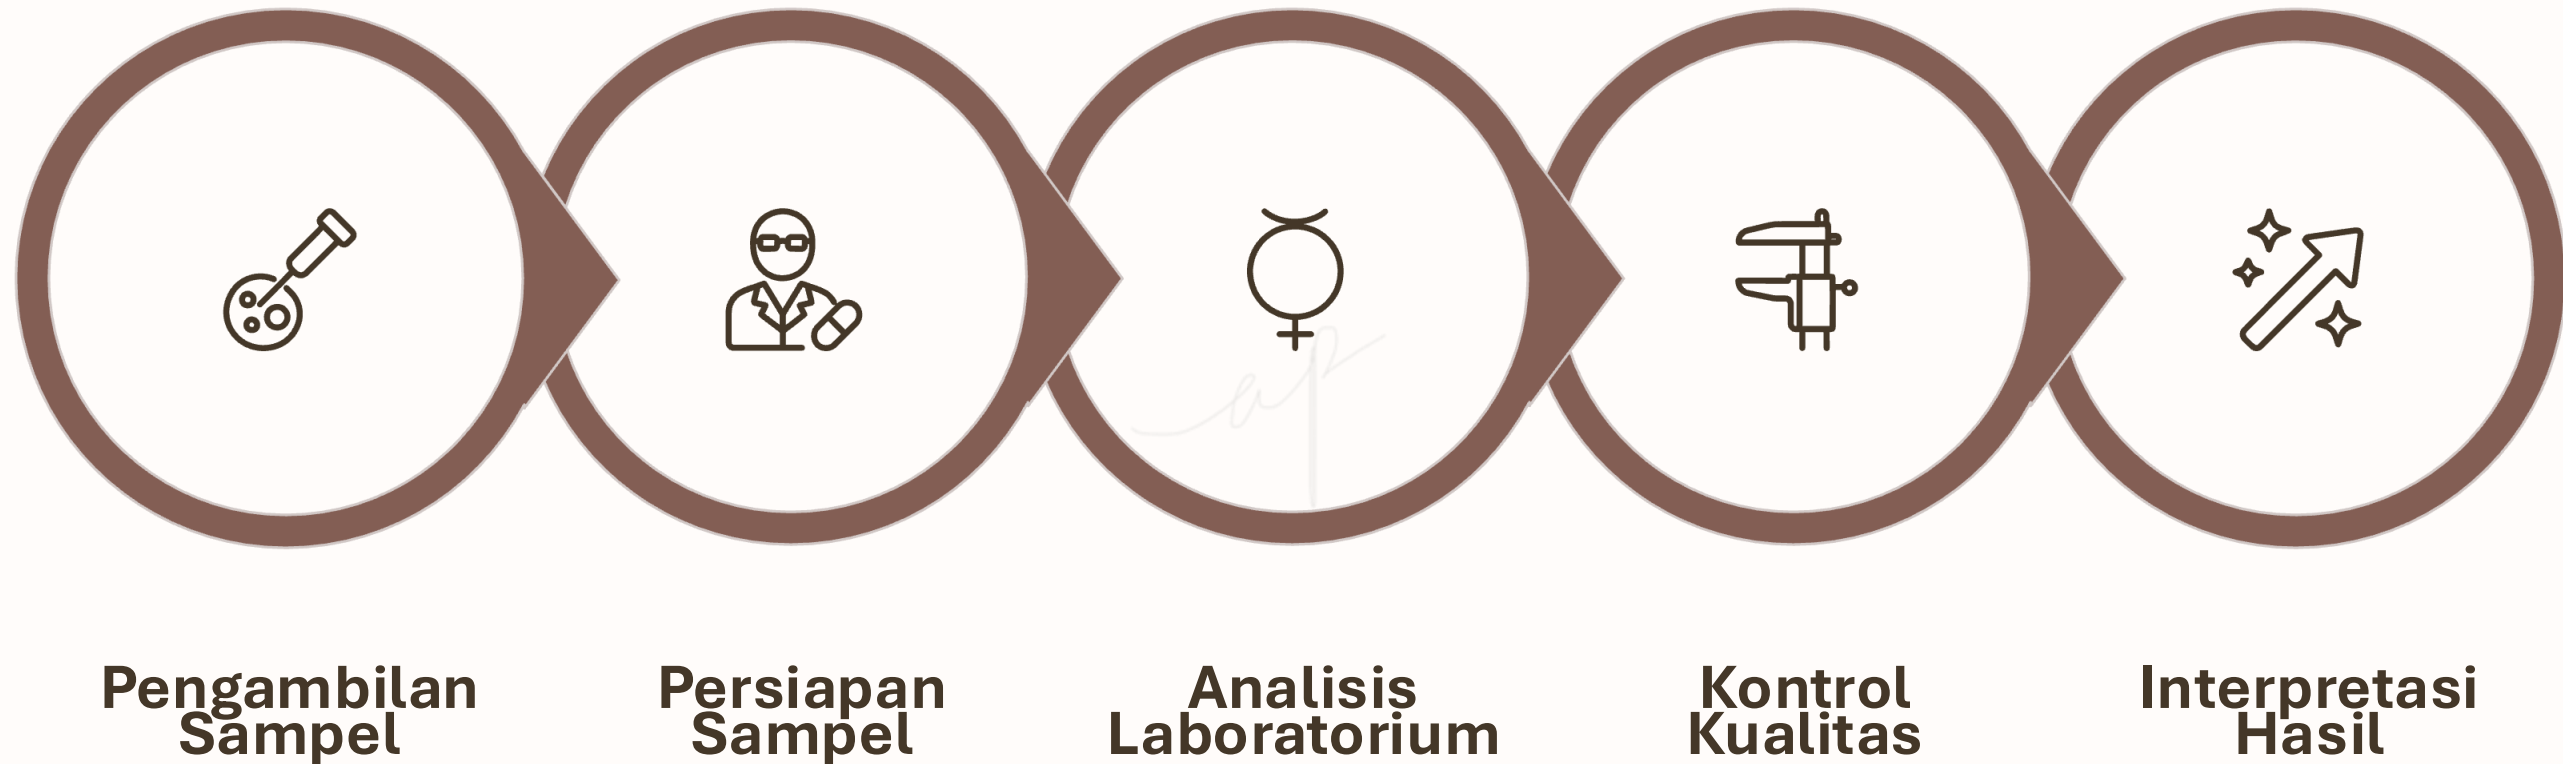 Pengambilan
Sampel
Persiapan
Sampel
Analisis
Laboratorium
Kontrol
Kualitas
Interpretasi
Hasil